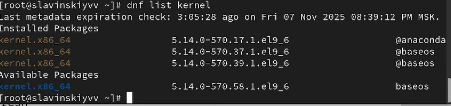 [root@slavinskiyvv ~]# dnf list kernel
Last metadata expiration check: 3:05:28 ago on Fri 07 Nov 2025 08:39:12 PM MSK.
Installed Packages
kernel.x86_64 5.14.0-570.17.1.el9_6 @anaconda
kernel.x86_64 5.14.0-570.37.1.el9_6 @baseos
kernel.x86_64 5.14.0-570.39.1.el9_6 @baseos
Available Packages
kernel.x86_64 5.14.0-570.58.1.el9_6 baseos
[root@slavinskiyvv ~]#